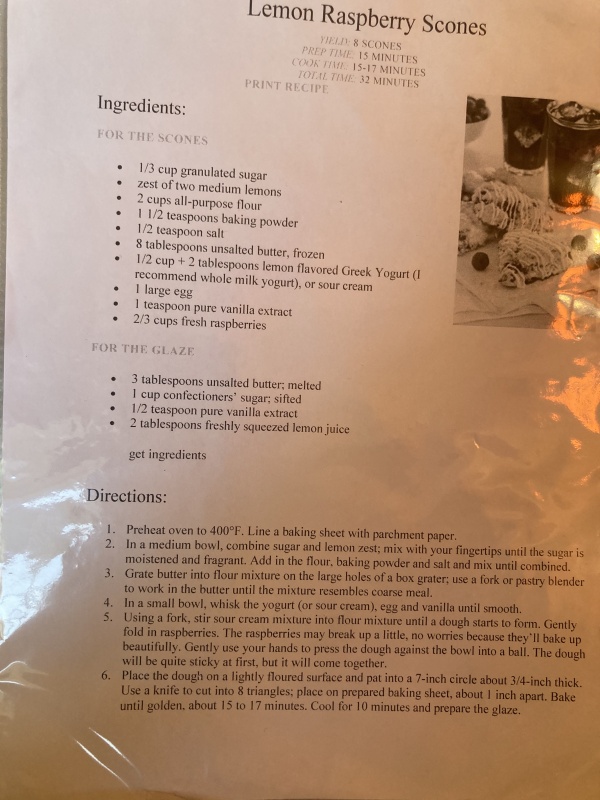 Lemon Raspberry Scones
YIELD: 8 SCONES
PREP TIME: 15 MINUTES
COOK TIME: 15-17 MINUTES
TOTAL TIME: 32 MINUTES
PRINT RECIPE
Ingredients:
FOR THE SCONES
• 1/3 cup granulated sugar
• zest of two medium lemons
• 2 cups all-purpose flour
• 1 1/2 teaspoons baking powder
• 1/2 teaspoon salt
• 8 tablespoons unsalted butter, frozen
• 1/2 cup + 2 tablespoons lemon flavored Greek Yogurt (I
recommend whole milk yogurt), or sour cream
• 1 large egg
• 1 teaspoon pure vanilla extract
• 2/3 cups fresh raspberries
FOR THE GLAZE
• 3 tablespoons unsalted butter; melted
• 1 cup confectioners' sugar; sifted
• 1/2 teaspoon pure vanilla extract
• 2 tablespoons freshly squeezed lemon juice
get ingredients
Directions:
1. Preheat oven to 400°F. Line a baking sheet with parchment paper.
2. In a medium bowl, combine sugar and lemon zest; mix with your fingertips until the sugar is
moistened and fragrant. Add in the flour, baking powder and salt and mix until combined.
3. Grate butter into flour mixture on the large holes of a box grater; use a fork or pastry blender
to work in the butter until the mixture resembles coarse meal.
4. In a small bowl, whisk the yogurt (or sour cream), egg and vanilla until smooth.
5. Using a fork, stir sour cream mixture into flour mixture until a dough starts to form. Gently
fold in raspberries. The raspberries may break up a little, no worries because they'll bake up
beautifully. Gently use your hands to press the dough against the bowl into a ball. The dough
will be quite sticky at first, but it will come together.
6. Place the dough on a lightly floured surface and pat into a 7-inch circle about 3/4-inch thick.
Use a knife to cut into 8 triangles; place on prepared baking sheet, about 1 inch apart. Bake
until golden, about 15 to 17 minutes. Cool for 10 minutes and prepare the glaze.